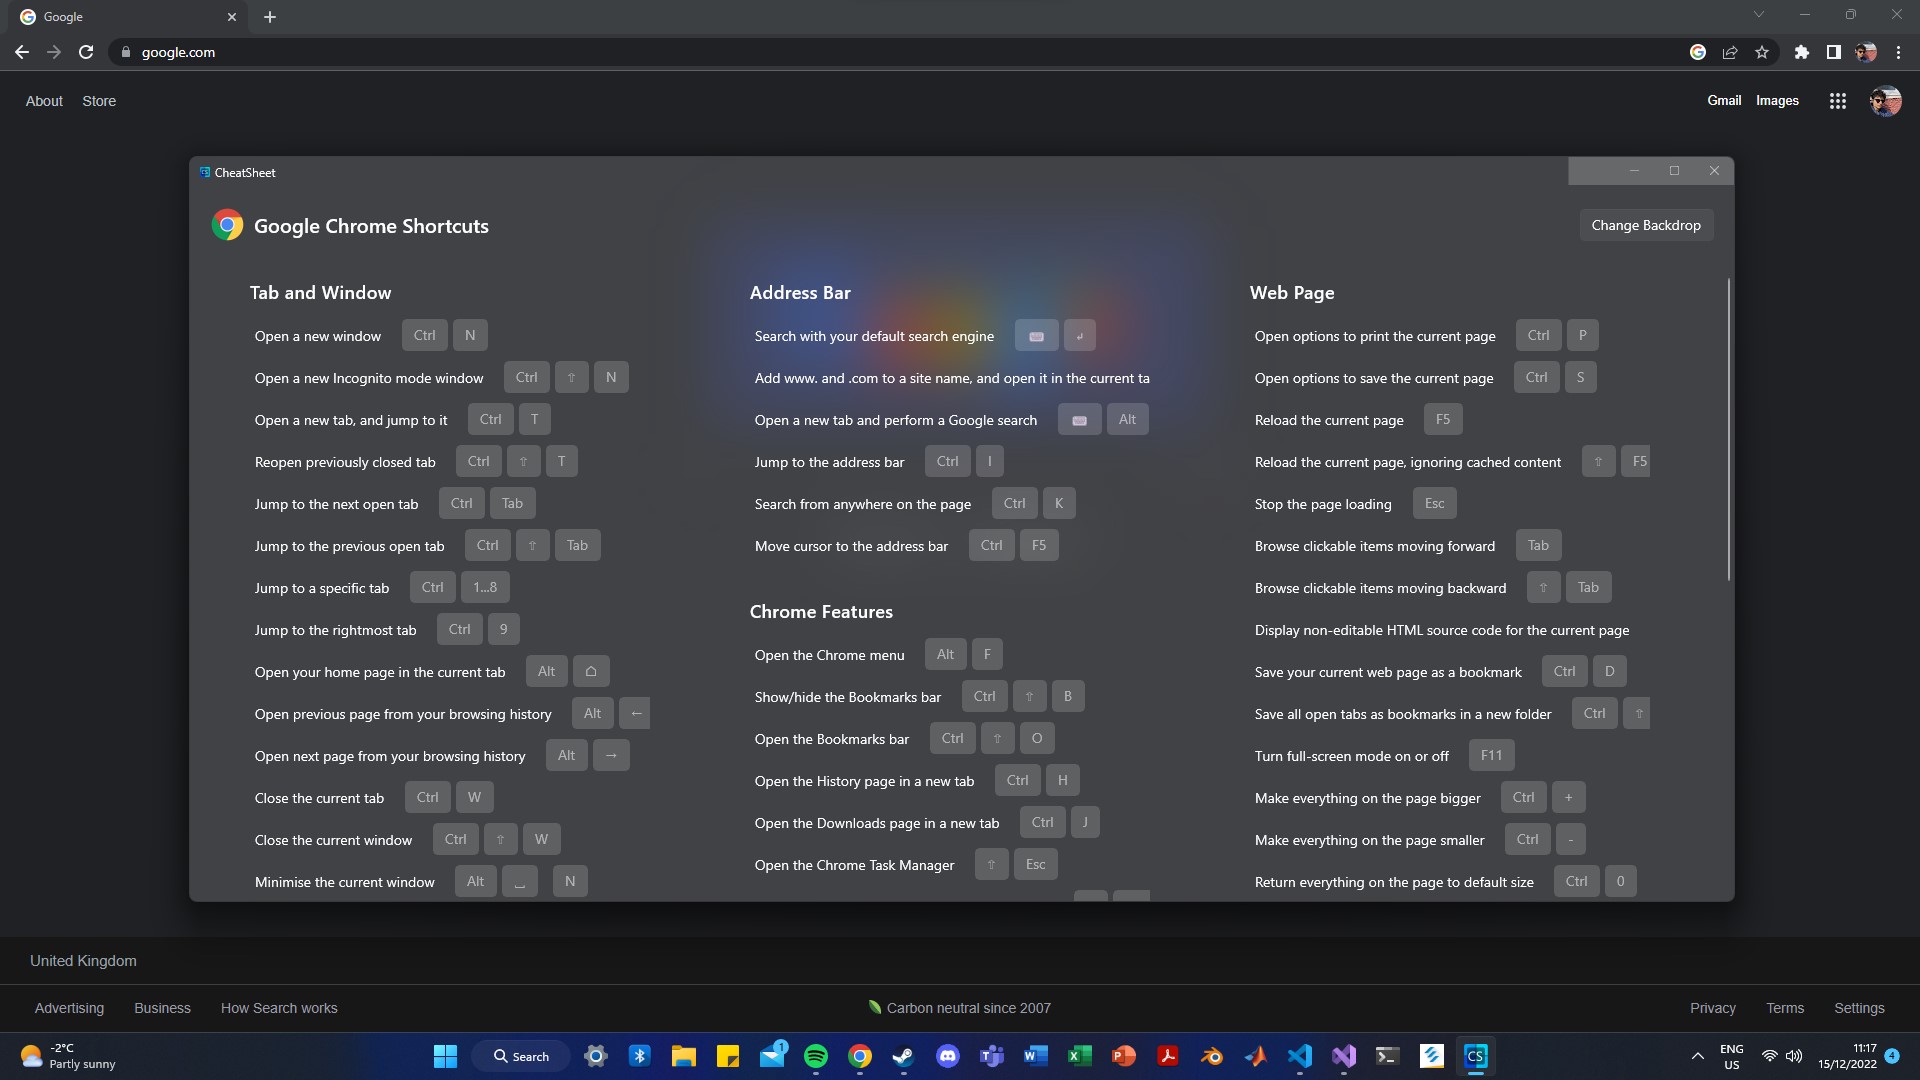 Google
google.com
About Store
Gmail Images
CheatSheet
Google Chrome Shortcuts
Change Backdrop
Tab and Window
Open a new window Ctrl N
Open a new Incognito mode window Ctrl ⇧ N
Open a new tab, and jump to it Ctrl T
Reopen previously closed tab Ctrl ⇧ T
Jump to the next open tab Ctrl Tab
Jump to the previous open tab Ctrl ⇧ Tab
Jump to a specific tab Ctrl 1...8
Jump to the rightmost tab Ctrl 9
Open your home page in the current tab Alt ⌂
Open previous page from your browsing history Alt ←
Open next page from your browsing history Alt →
Close the current tab Ctrl W
Close the current window Ctrl ⇧ W
Minimise the current window Alt ⎵ N
Address Bar
Search with your default search engine ⌨ ↲
Add www. and .com to a site name, and open it in the current ta
Open a new tab and perform a Google search ⌨ Alt
Jump to the address bar Ctrl l
Search from anywhere on the page Ctrl K
Move cursor to the address bar Ctrl F5
Chrome Features
Open the Chrome menu Alt F
Show/hide the Bookmarks bar Ctrl ⇧ B
Open the Bookmarks bar Ctrl ⇧ O
Open the History page in a new tab Ctrl H
Open the Downloads page in a new tab Ctrl J
Open the Chrome Task Manager ⇧ Esc
Web Page
Open options to print the current page Ctrl P
Open options to save the current page Ctrl S
Reload the current page F5
Reload the current page, ignoring cached content ⇧ F5
Stop the page loading Esc
Browse clickable items moving forward Tab
Browse clickable items moving backward ⇧ Tab
Display non-editable HTML source code for the current page
Save your current web page as a bookmark Ctrl D
Save all open tabs as bookmarks in a new folder Ctrl ⇧
Turn full-screen mode on or off F11
Make everything on the page bigger Ctrl +
Make everything on the page smaller Ctrl -
Return everything on the page to default size Ctrl 0
United Kingdom
Advertising Business How Search works
Carbon neutral since 2007
Privacy Terms Settings
-2°C
Partly sunny
Search
1
CS
ENG
US
11:17
15/12/2022
4